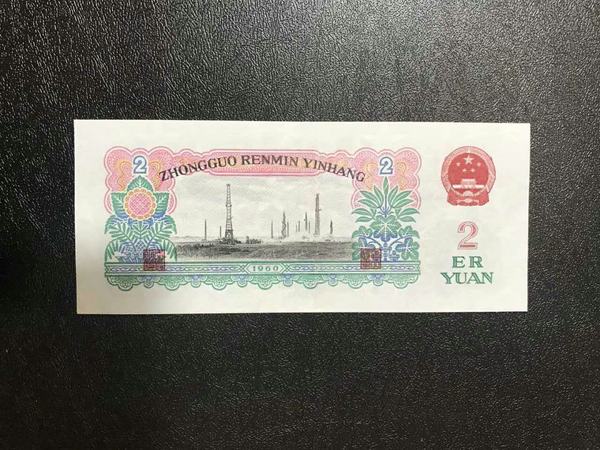 2
ZHONGGUO RENMIN YINHANG
2
1960
2
ER
YUAN